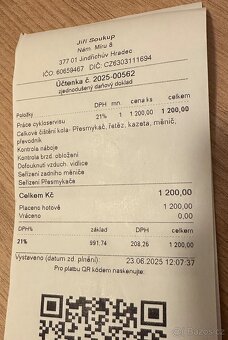 Jiří Soukup
Nám. Míru 8
377 01 Jindřichův Hradec
IČO: 60659467 DIČ: CZ6303111694
Účtenka č. 2025-00562
zjednodušený daňový doklad
Položky DPH mn. cena ks celkem
Práce cykloservisu 21% 1 1 200,00 1 200,00
Celkové čištění kola: Přesmykač, řetěz, kazeta, měnič,
převodník
Kontrola náboje
Kontrola brzd. obložení
Dofouknutí vzduch. vidlice
Seřízení zadního měniče
Seřízení Přesmykače
Celkem Kč 1 200,00
Placeno hotově 1 200,00
Vráceno 0,00
DPH% základ DPH celkem
21% 991,74 208,26 1 200,00
Vystaveno (datum zd. plnění): 23.06.2025 12:07:37
Pro platbu QR kódem naskenujte:
bazoš.cz